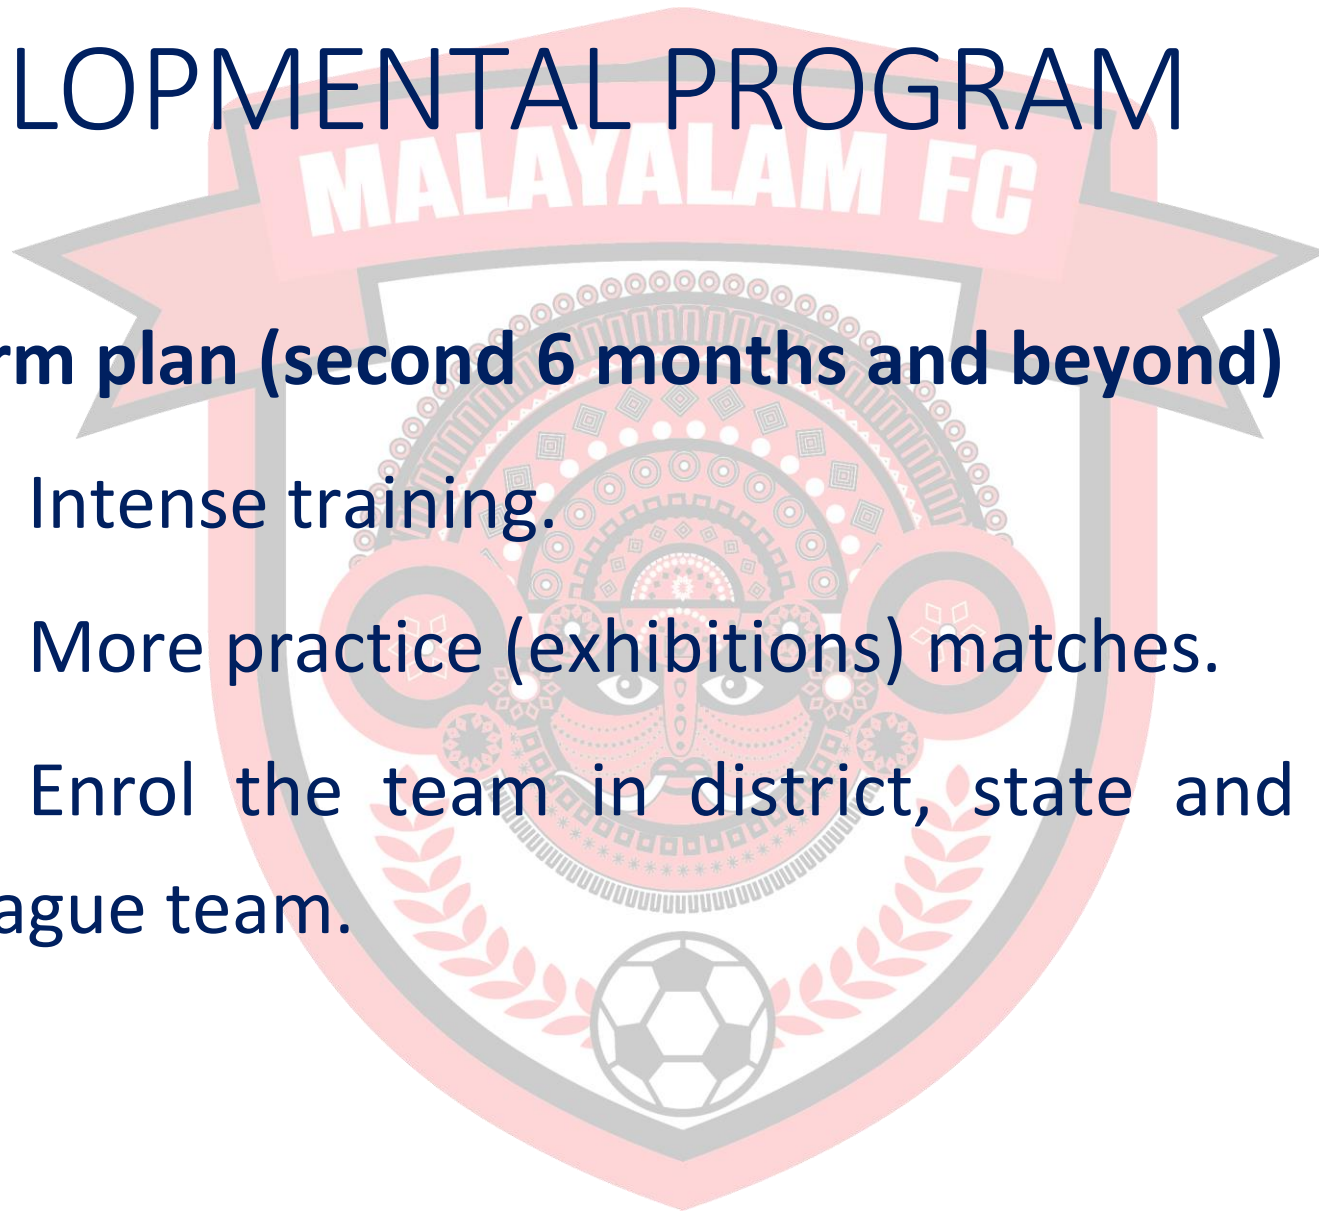 LOPMENTAL PROGRAM
MALAYALAM FC
rm plan (second 6 months and beyond)
Intense training.
More practice (exhibitions) matches.
Enrol the team in district, state and
ague team.